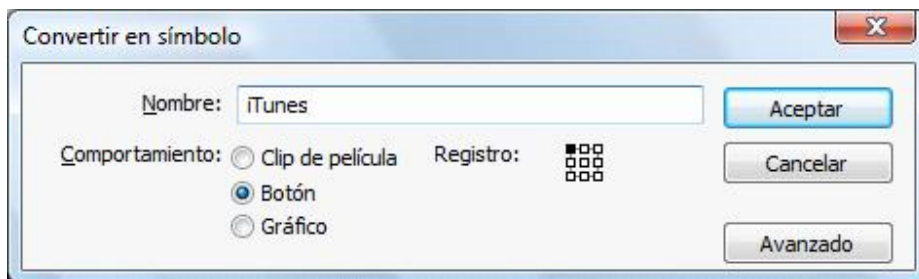 Convertir en símbolo
Nombre: iTunes Aceptar
Comportamiento: Clip de película Registro: Cancelar
Botón
Gráfico
Avanzado